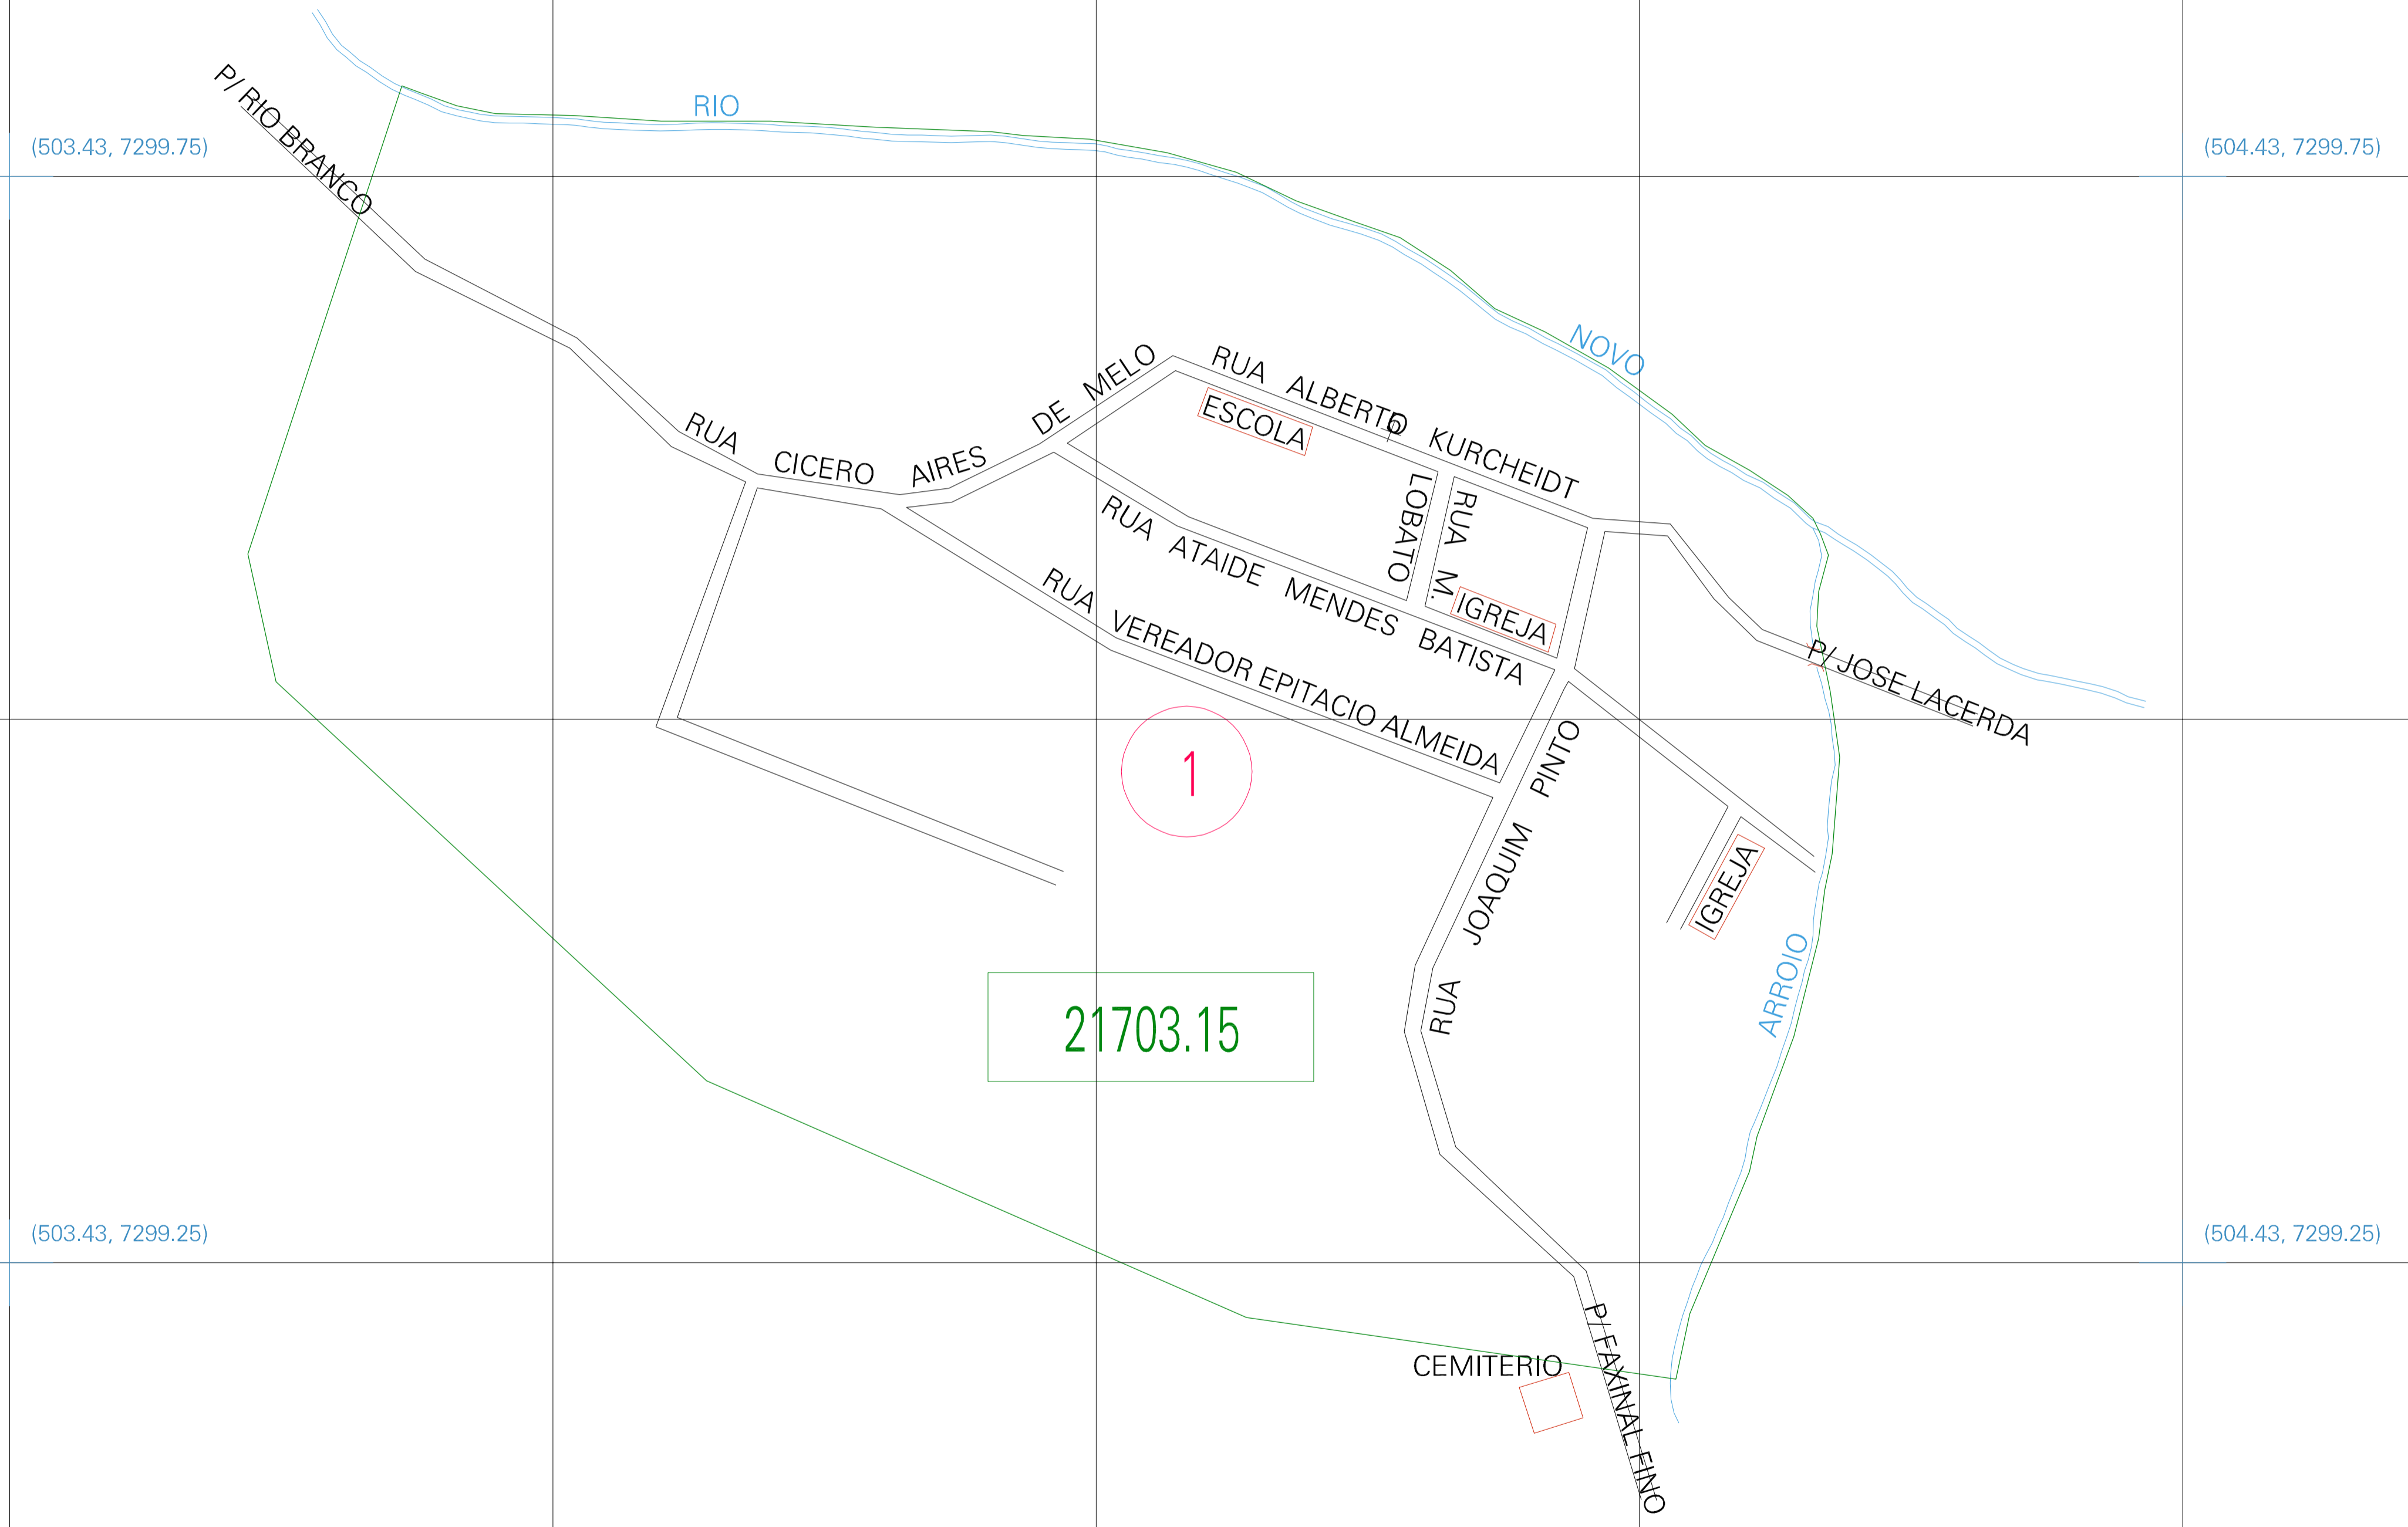 P/ RIO BRANCO
RIO
(503.43, 7299.75)
(504.43, 7299.75)
NOVO
RUA CICERO AIRES DE MELO
RUA ALBERTO KURCHEIDT
ESCOLA
RUA M. LOBATO
IGREJA
RUA ATAIDE MENDES BATISTA
RUA VEREADOR EPITACIO ALMEIDA
P/ JOSE LACERDA
1
RUA JOAQUIM PINTO
IGREJA
ARROIO
21703.15
(503.43, 7299.25)
(504.43, 7299.25)
CEMITERIO
P/ FAXINAL FINO